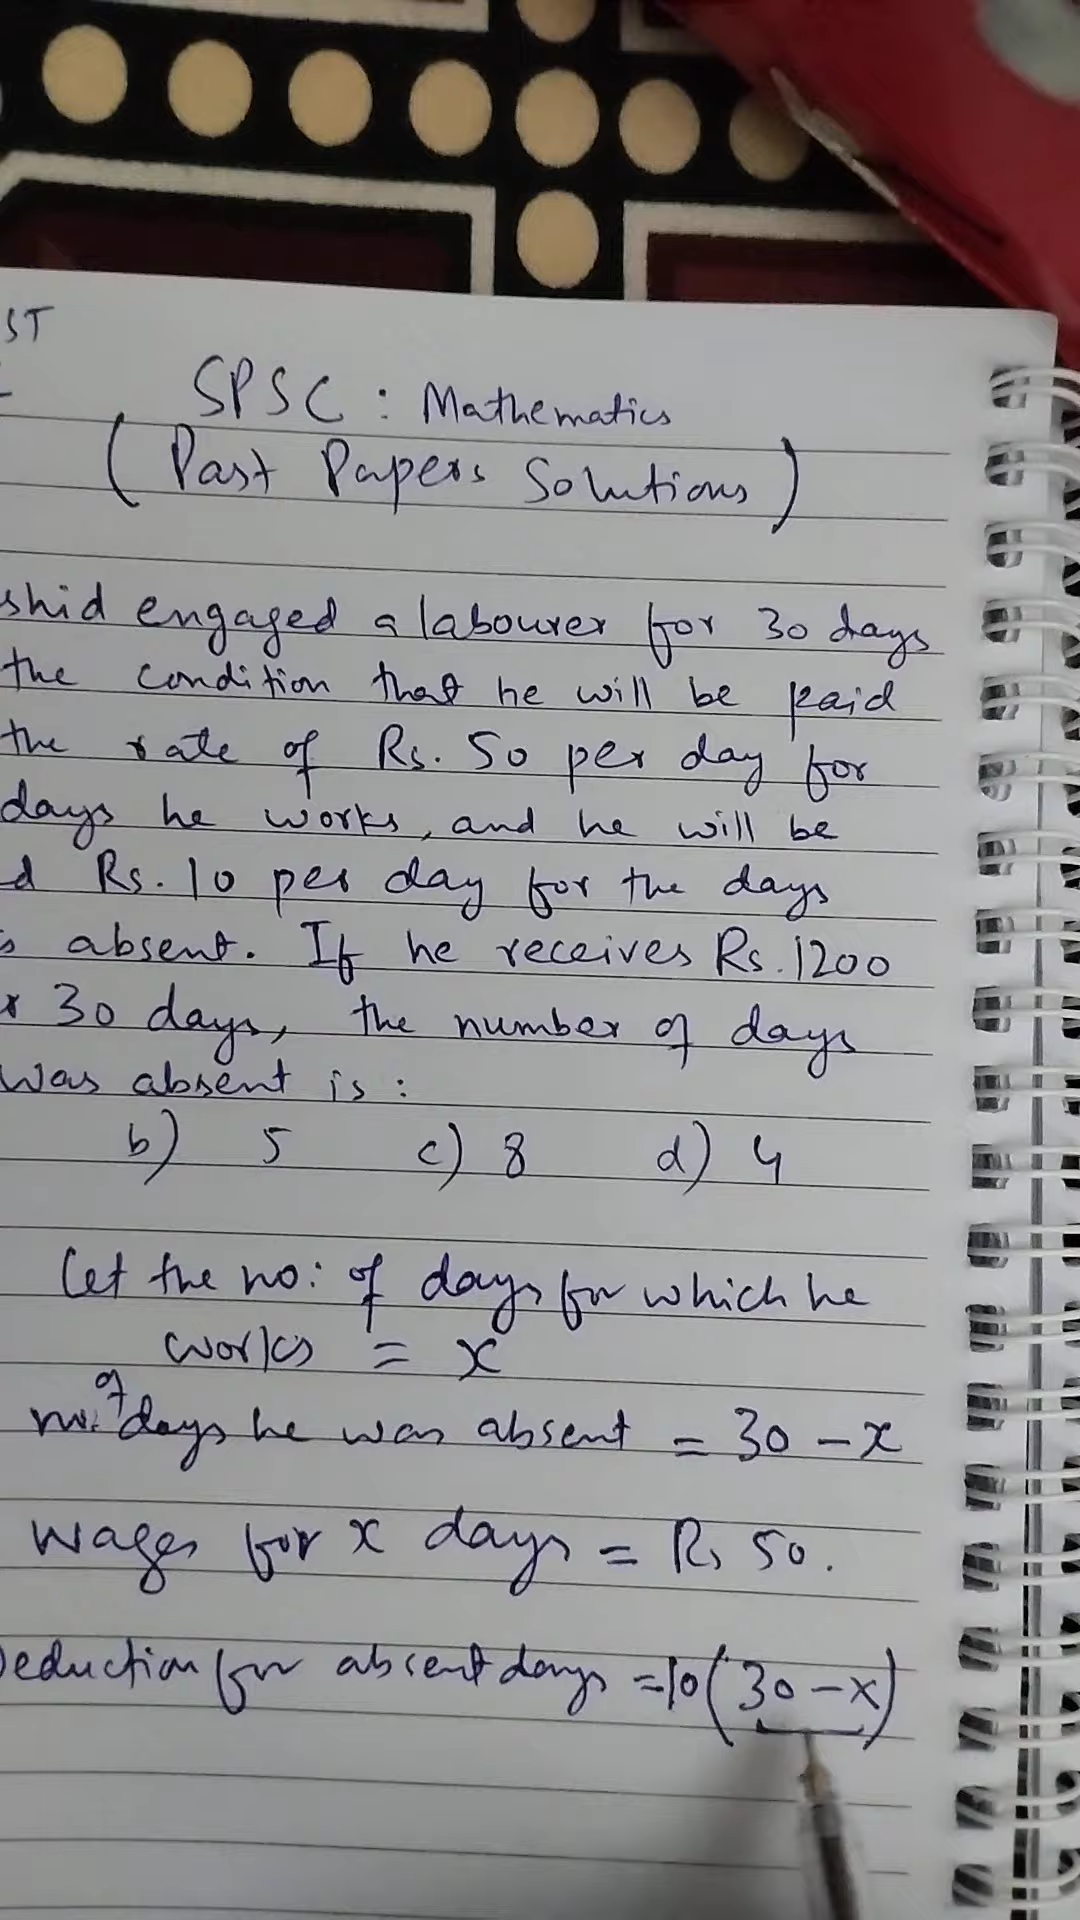 ST
SPSC : Mathematics
(Past Papers Solutions)
shid engaged a labourer for 30 days
the condition that he will be paid
the rate of Rs. 50 per day for
days he works, and he will be
d Rs. 10 per day for the days
s absent. If he receives Rs. 1200
r 30 days, the number of days
was absent is :
b) 5 c) 8 d) 4
Let the no: of days for which he
works = x
no. of days he was absent = 30 - x
Wages for x days = Rs 50.
Deduction for absent days = 10(30 - x)